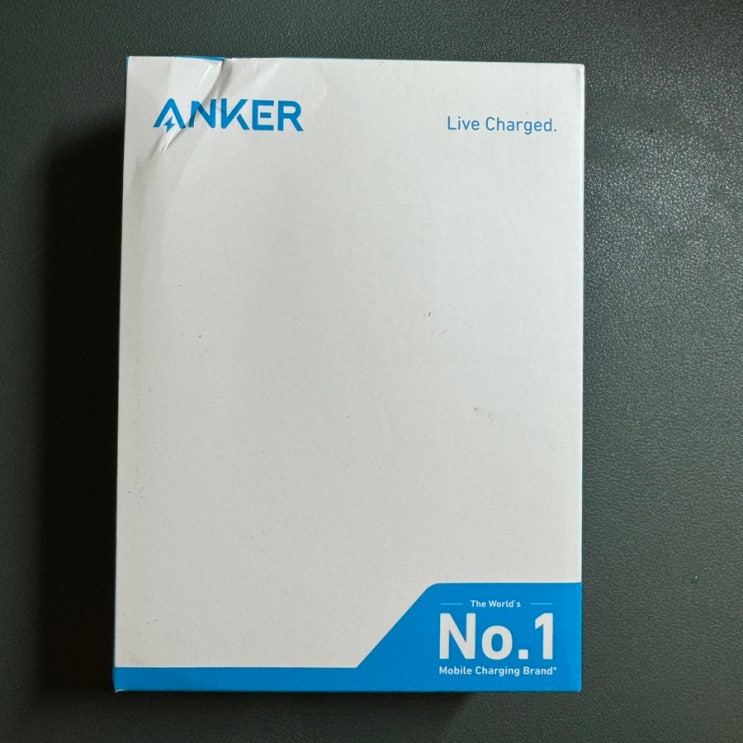 ANKER
Live Charged.
The World's
No.1
Mobile Charging Brand*